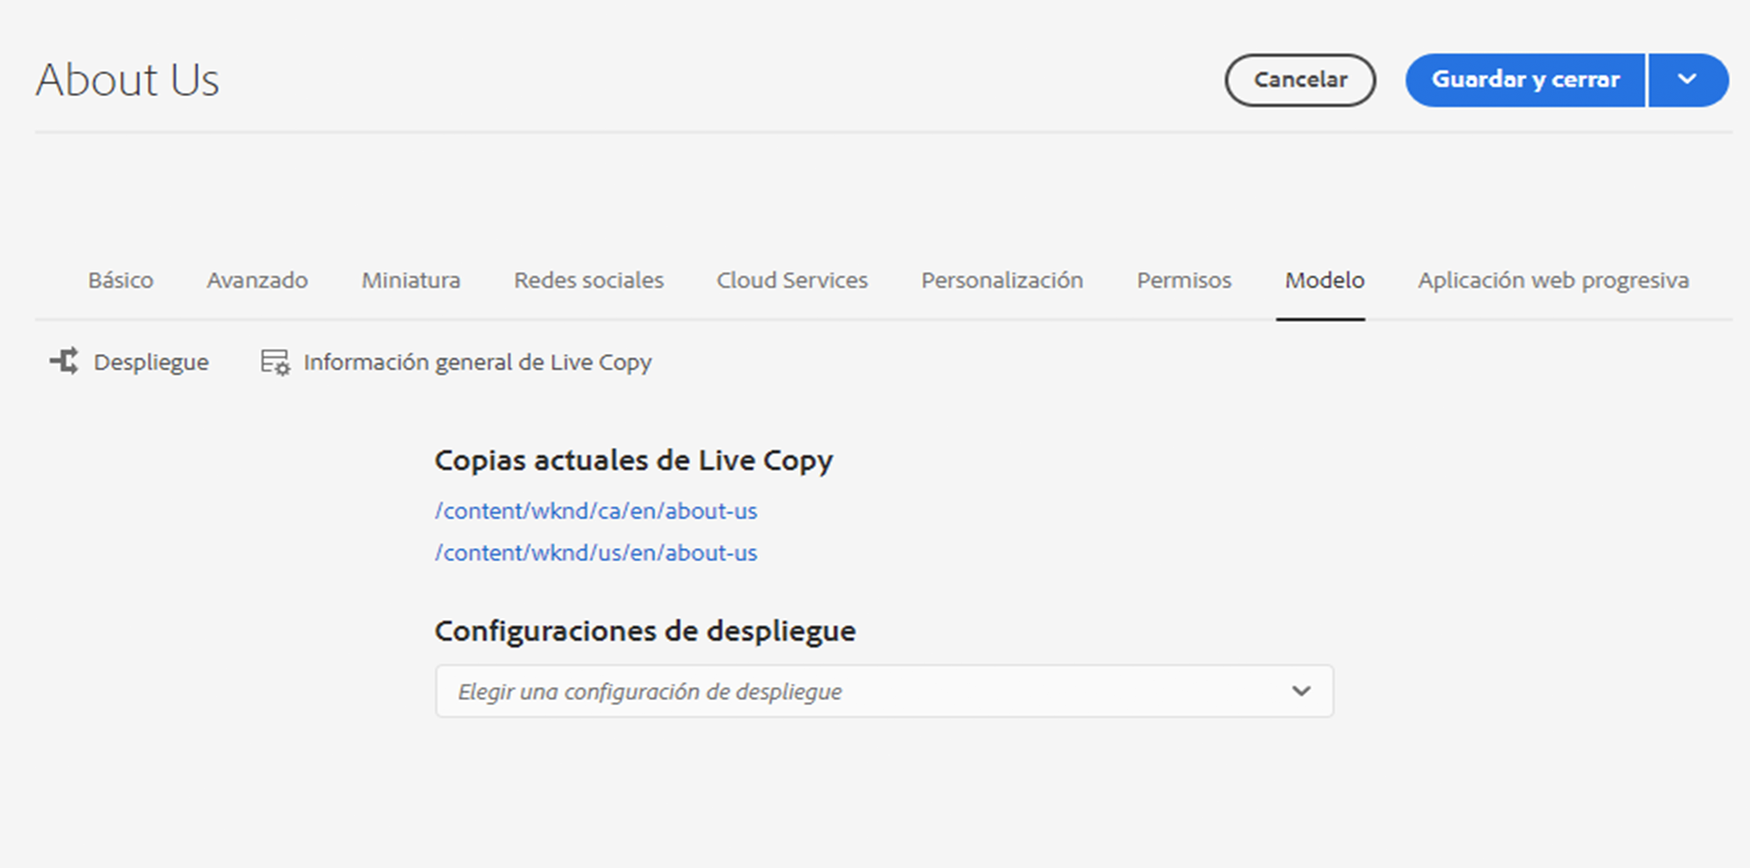 About Us
Cancelar
Guardar y cerrar
Básico Avanzado Miniatura Redes sociales Cloud Services Personalización Permisos Modelo Aplicación web progresiva
Despliegue Información general de Live Copy
Copias actuales de Live Copy
/content/wknd/ca/en/about-us
/content/wknd/us/en/about-us
Configuraciones de despliegue
Elegir una configuración de despliegue